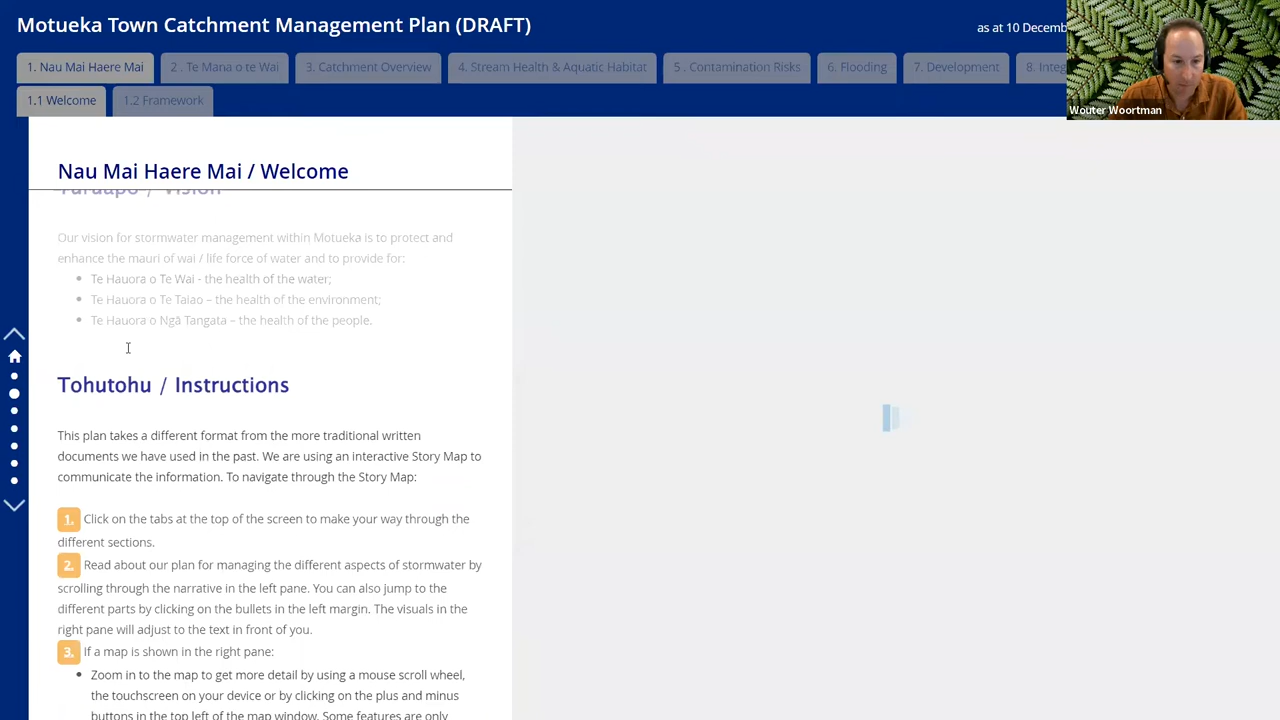 Motueka Town Catchment Management Plan (DRAFT)
as at 10 Decemb
1. Nau Mai Haere Mai
2 . Te Mana o te Wai
3. Catchment Overview
4. Stream Health & Aquatic Habitat
5 . Contamination Risks
6. Flooding
7. Development
8. Integ
Wouter Woortman
1.1 Welcome
1.2 Framework
Nau Mai Haere Mai / Welcome
/ Vision
Our vision for stormwater management within Motueka is to protect and
enhance the mauri of wai / life force of water and to provide for:
• Te Hauora o Te Wai - the health of the water;
• Te Hauora o Te Taiao – the health of the environment;
• Te Hauora o Ngā Tangata – the health of the people.
Tohutohu / Instructions
This plan takes a different format from the more traditional written
documents we have used in the past. We are using an interactive Story Map to
communicate the information. To navigate through the Story Map:
1. Click on the tabs at the top of the screen to make your way through the
different sections.
2. Read about our plan for managing the different aspects of stormwater by
scrolling through the narrative in the left pane. You can also jump to the
different parts by clicking on the bullets in the left margin. The visuals in the
right pane will adjust to the text in front of you.
3. If a map is shown in the right pane:
• Zoom in to the map to get more detail by using a mouse scroll wheel,
the touchscreen on your device or by clicking on the plus and minus
buttons in the top left of the map window. Some features are only